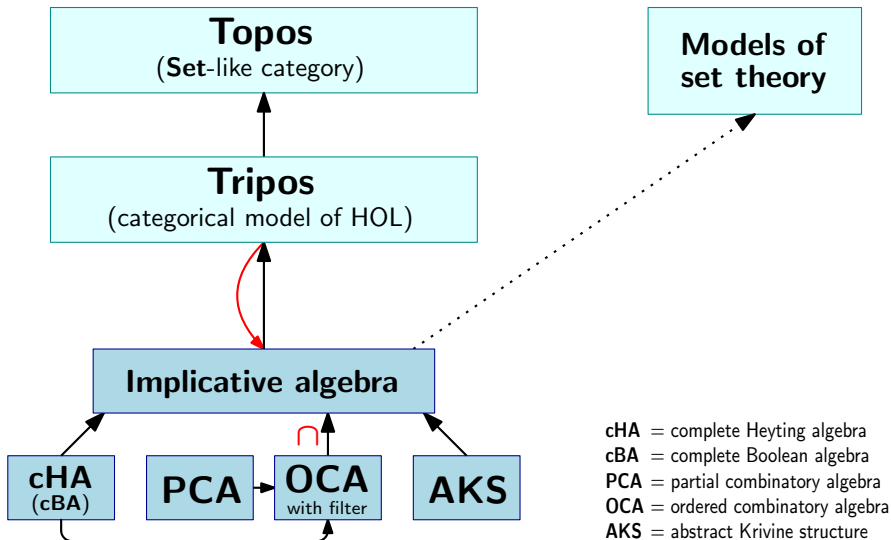 Topos
(Set-like category)
Models of
set theory
Tripos
(categorical model of HOL)
Implicative algebra
∩
cHA
(cBA)
PCA
OCA
with filter
AKS
cHA = complete Heyting algebra
cBA = complete Boolean algebra
PCA = partial combinatory algebra
OCA = ordered combinatory algebra
AKS = abstract Krivine structure